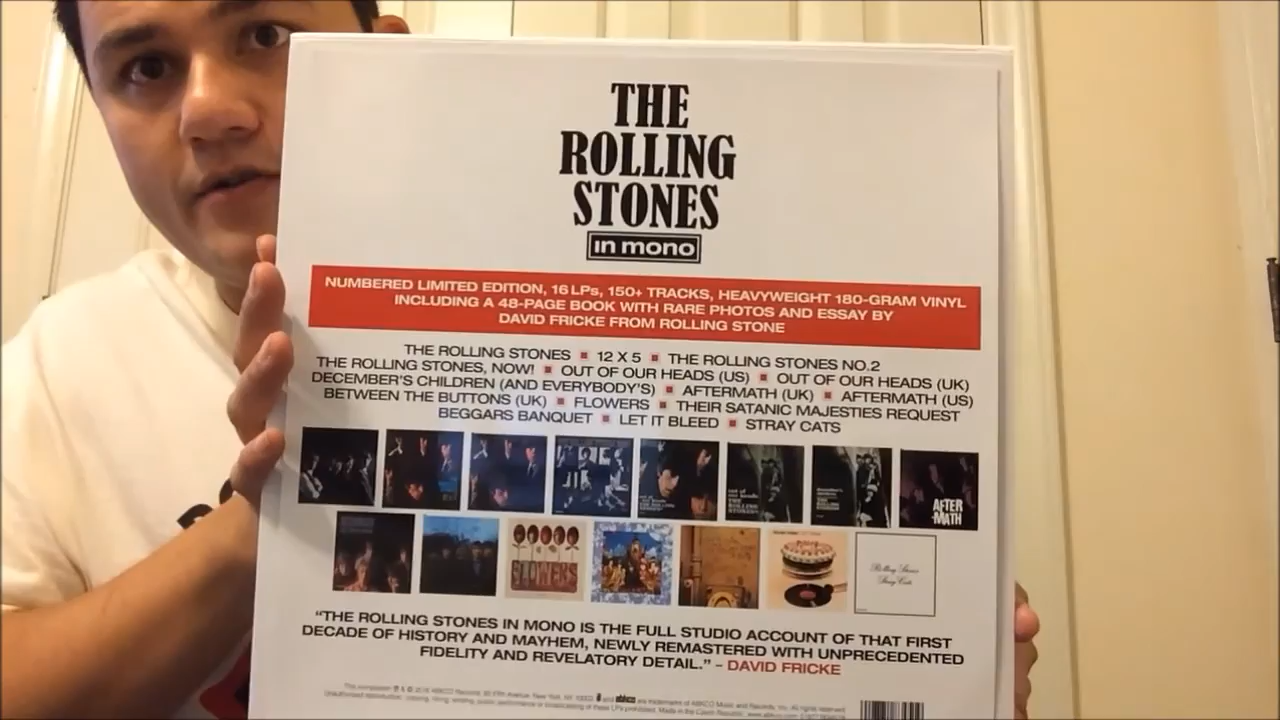 THE
ROLLING
STONES
in mono
NUMBERED LIMITED EDITION, 16 LPs, 150+ TRACKS, HEAVYWEIGHT 180-GRAM VINYL
INCLUDING A 48-PAGE BOOK WITH RARE PHOTOS AND ESSAY BY
DAVID FRICKE FROM ROLLING STONE
THE ROLLING STONES ▪ 12 X 5 ▪ THE ROLLING STONES NO.2
THE ROLLING STONES, NOW! ▪ OUT OF OUR HEADS (US) ▪ OUT OF OUR HEADS (UK)
DECEMBER'S CHILDREN (AND EVERYBODY'S) ▪ AFTERMATH (UK) ▪ AFTERMATH (US)
BETWEEN THE BUTTONS (UK) ▪ FLOWERS ▪ THEIR SATANIC MAJESTIES REQUEST
BEGGARS BANQUET ▪ LET IT BLEED ▪ STRAY CATS
AFTER
-MATH
FLOWERS
Rolling Stones
Stray Cats
“THE ROLLING STONES IN MONO IS THE FULL STUDIO ACCOUNT OF THAT FIRST
DECADE OF HISTORY AND MAYHEM, NEWLY REMASTERED WITH UNPRECEDENTED
FIDELITY AND REVELATORY DETAIL.” – DAVID FRICKE